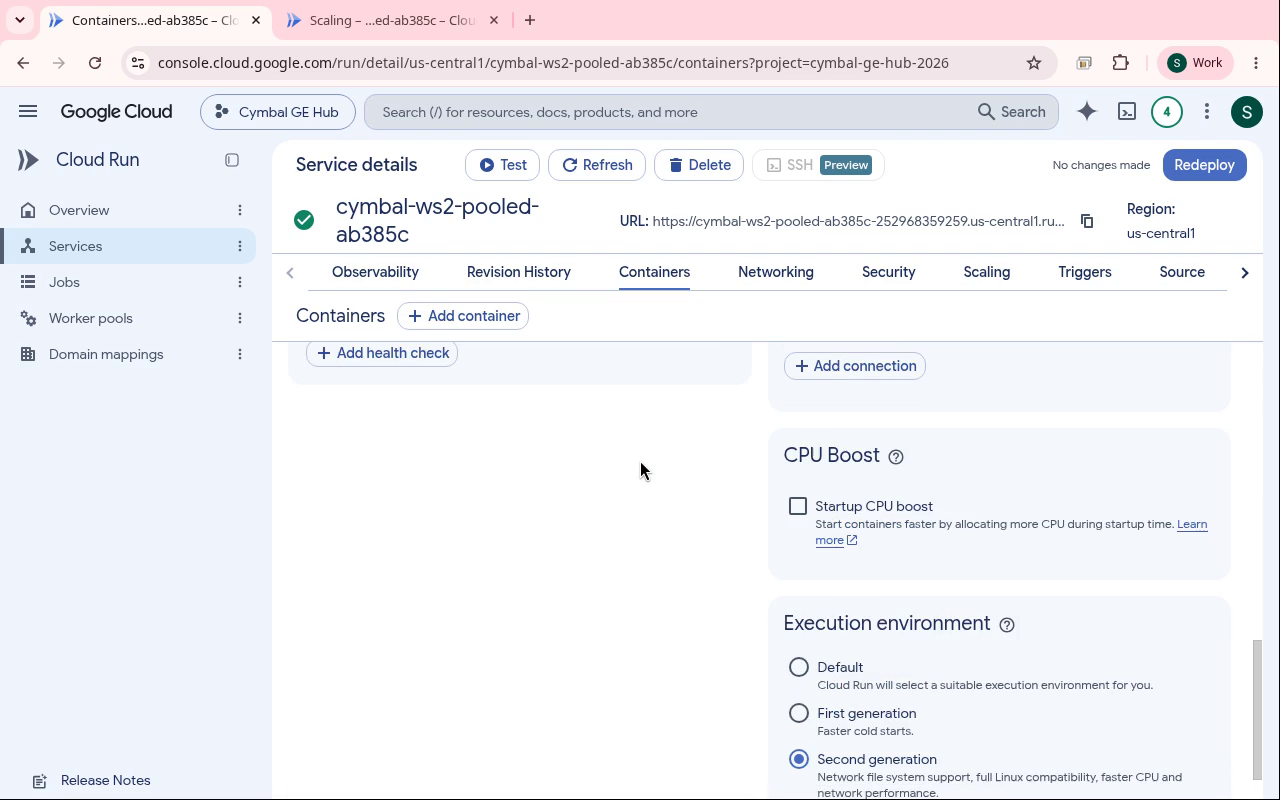 Containers...ed-ab385c – Clo
Scaling – ...ed-ab385c – Clou
console.cloud.google.com/run/detail/us-central1/cymbal-ws2-pooled-ab385c/containers?project=cymbal-ge-hub-2026
S
Work
Google Cloud
Cymbal GE Hub
Search (/) for resources, docs, products, and more
Search
4
S
Cloud Run
Overview
Services
Jobs
Worker pools
Domain mappings
Release Notes
Service details
Test
Refresh
Delete
SSH
Preview
No changes made
Redeploy
cymbal-ws2-pooled-
ab385c
URL: https://cymbal-ws2-pooled-ab385c-252968359259.us-central1.ru...
Region:
us-central1
Observability
Revision History
Containers
Networking
Security
Scaling
Triggers
Source
Containers
Add container
Add health check
Add connection
CPU Boost
Startup CPU boost
Start containers faster by allocating more CPU during startup time. Learn
more
Execution environment
Default
Cloud Run will select a suitable execution environment for you.
First generation
Faster cold starts.
Second generation
Network file system support, full Linux compatibility, faster CPU and
network performance.